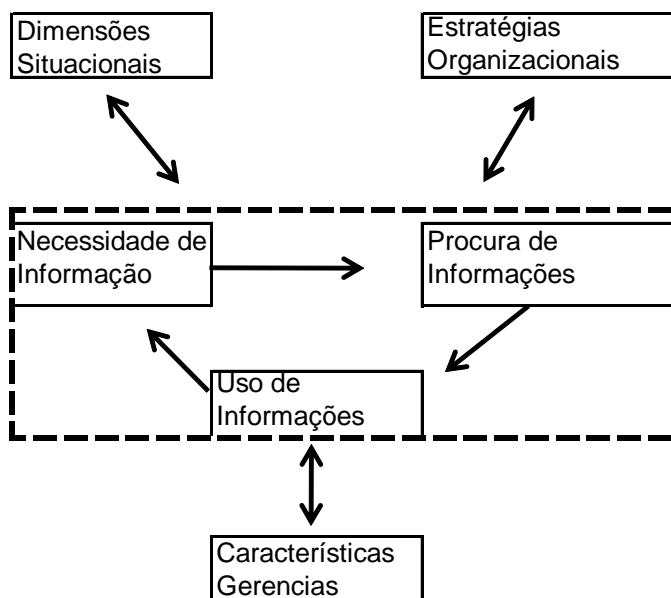 Dimensões
Situacionais
Estratégias
Organizacionais
Necessidade de
Informação
Procura de
Informações
Uso de
Informações
Características
Gerencias